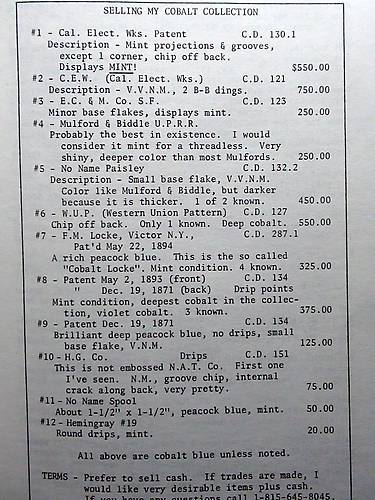 SELLING MY COBALT COLLECTION
#1 - Cal. Elect. Wks. Patent C.D. 130.1
Description - Mint projections & grooves,
except 1 corner, chip off back.
Displays MINT! $550.00
#2 - C.E.W. (Cal. Elect. Wks.) C.D. 121
Description - V.V.N.M., 2 B-B dings. 750.00
#3 - E.C. & M. Co. S.F. C.D. 123
Minor base flakes, displays mint. 250.00
#4 - Mulford & Biddle U.P.R.R.
Probably the best in existence. I would
consider it mint for a threadless. Very
shiny, deeper color than most Mulfords. 250.00
#5 - No Name Paisley C.D. 132.2
Description - Small base flake, V.V.N.M.
Color like Mulford & Biddle, but darker
because it is thicker. 1 of 2 known. 450.00
#6 - W.U.P. (Western Union Pattern) C.D. 127
Chip off back. Only 1 known. Deep cobalt. 550.00
#7 - F.M. Locke, Victor N.Y., C.D. 287.1
Pat'd May 22, 1894
A rich peacock blue. This is the so called
"Cobalt Locke". Mint condition. 4 known. 325.00
#8 - Patent May 2, 1893 (front) C.D. 134
" Dec. 19, 1871 (back) Drip points
Mint condition, deepest cobalt in the collec-
tion, violet cobalt. 3 known. 375.00
#9 - Patent Dec. 19, 1871 C.D. 134
Brilliant deep peacock blue, no drips, small
base flake, V.N.M. 125.00
#10 - H.G. Co. Drips C.D. 151
This is not embossed N.A.T. Co. First one
I've seen. N.M., groove chip, internal
crack along back, very pretty. 75.00
#11 - No Name Spool
About 1-1/2" x 1-1/2", peacock blue, mint. 50.00
#12 - Hemingray #19
Round drips, mint. 20.00
All above are cobalt blue unless noted.
TERMS - Prefer to sell cash. If trades are made, I
would like very desirable items plus cash.
If you have any questions call 1-815-645-8045.